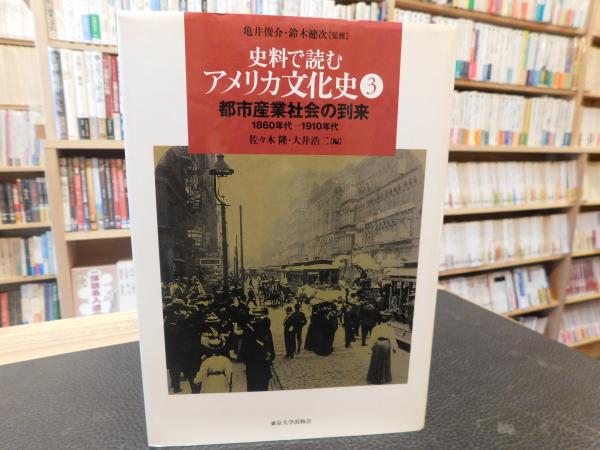 亀井俊介・鈴木健次【監修】
史料で読む
アメリカ文化史3
都市産業社会の到来
1860年代―1910年代
佐々木 隆・大井浩二【編】
東京大学出版会